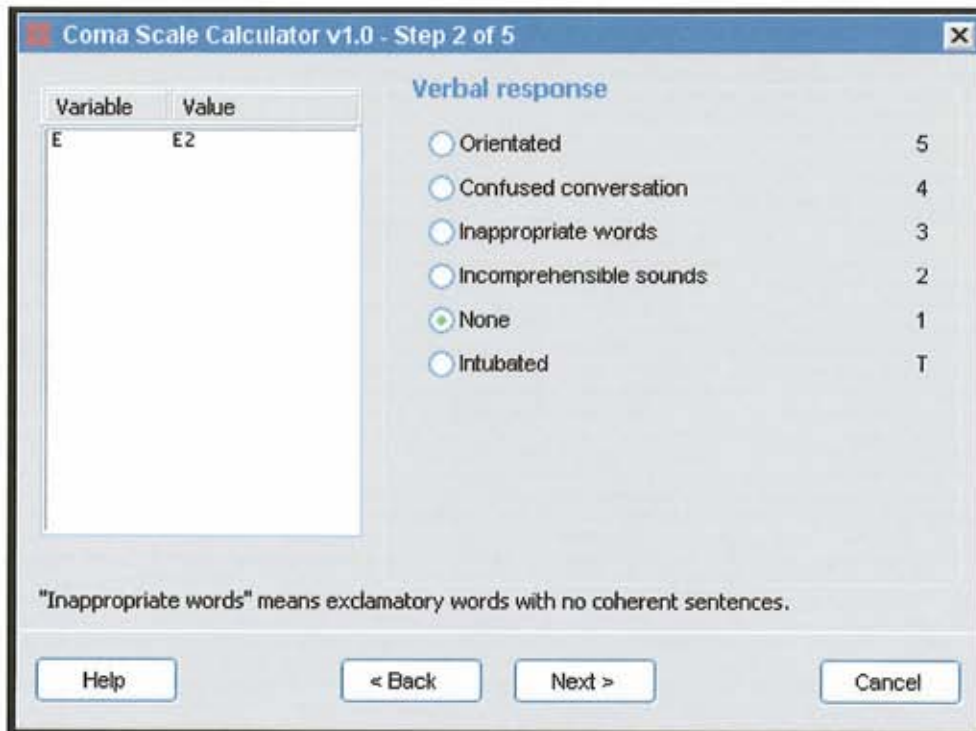 Coma Scale Calculator v1.0 - Step 2 of 5
Variable Value
E E2
Verbal response
Orientated 5
Confused conversation 4
Inappropriate words 3
Incomprehensible sounds 2
None 1
Intubated T
"Inappropriate words" means exclamatory words with no coherent sentences.
Help < Back Next > Cancel